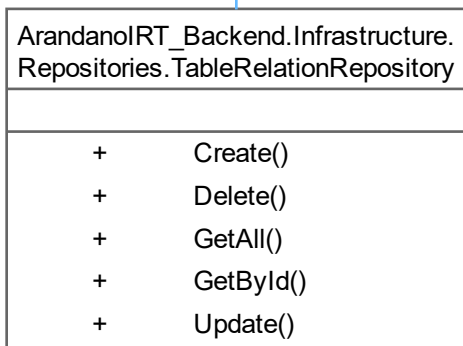 ArandanoIRT_Backend.Infrastructure.
Repositories.TableRelationRepository
+ Create()
+ Delete()
+ GetAll()
+ GetById()
+ Update()